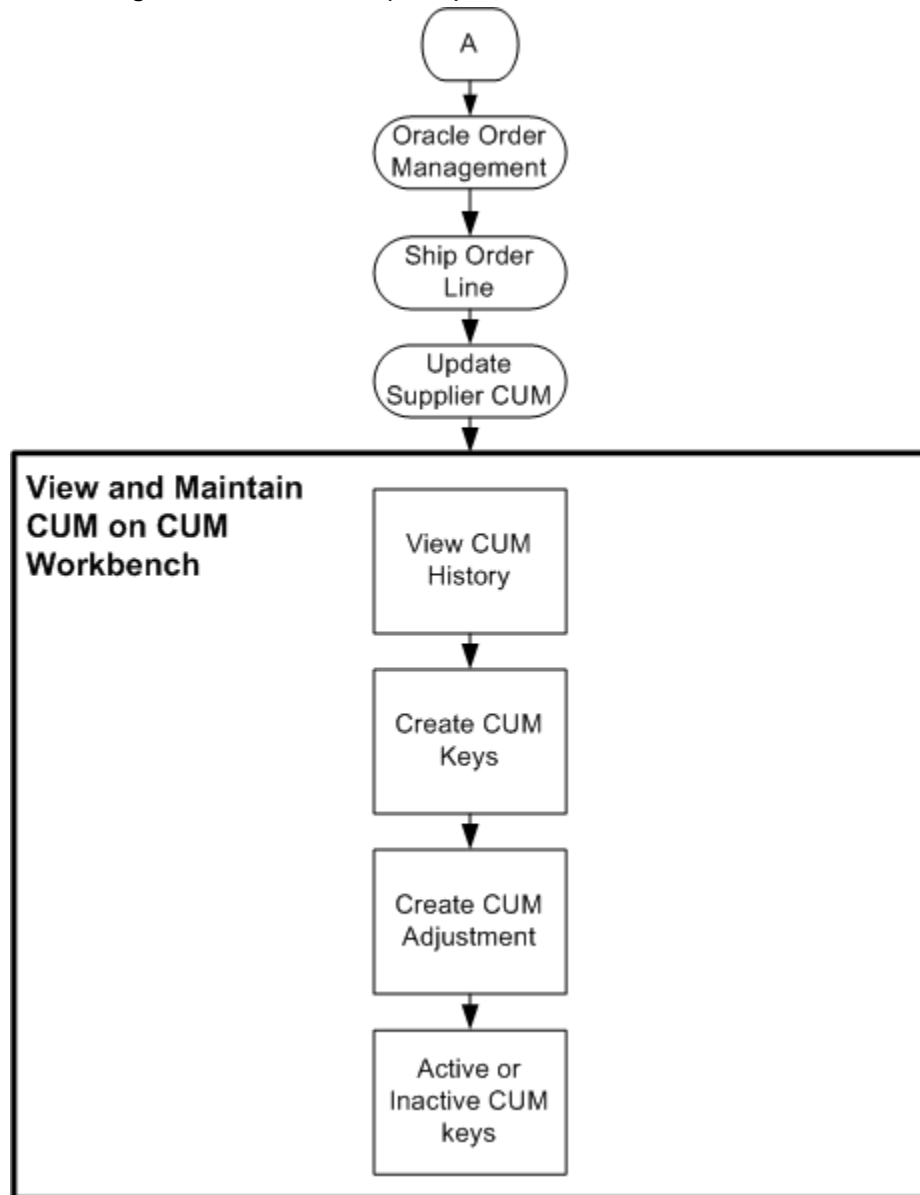 A
Oracle Order
Management
Ship Order
Line
Update
Supplier CUM
View and Maintain
CUM on CUM
Workbench
View CUM
History
Create CUM
Keys
Create CUM
Adjustment
Active or
Inactive CUM
keys